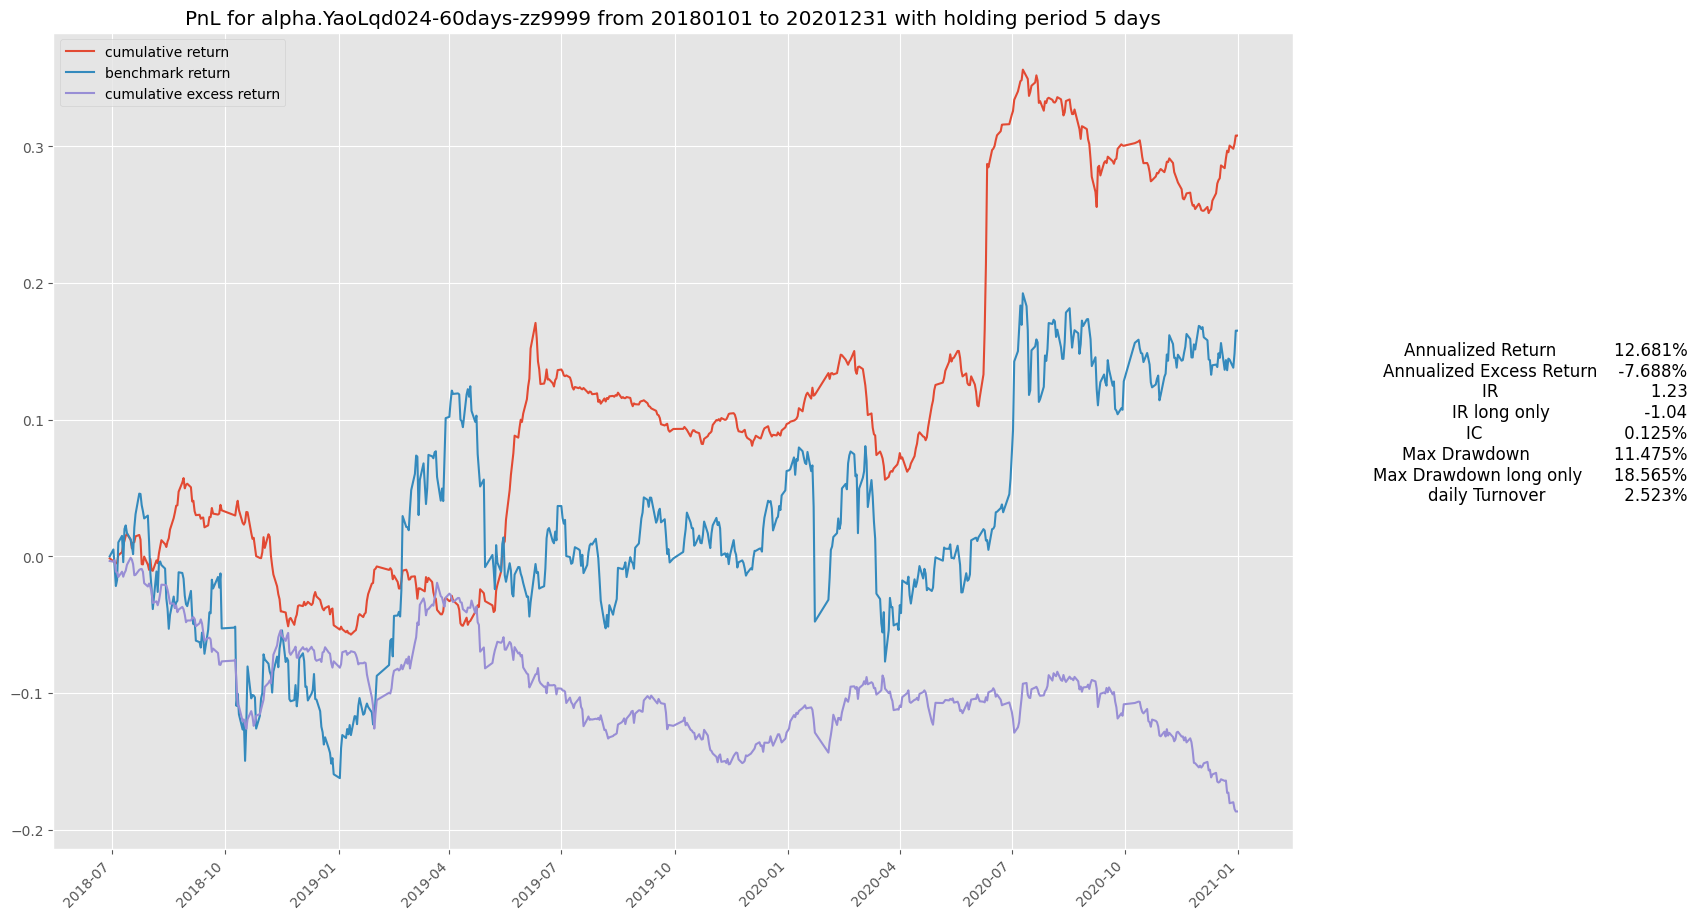 PnL for alpha.YaoLqd024-60days-zz9999 from 20180101 to 20201231 with holding period 5 days
cumulative return
benchmark return
cumulative excess return
0.3
0.2
0.1
0.0
−0.1
−0.2
2018-07
2018-10
2019-01
2019-04
2019-07
2019-10
2020-01
2020-04
2020-07
2020-10
2021-01
Annualized Return 12.681%
Annualized Excess Return -7.688%
IR 1.23
IR long only -1.04
IC 0.125%
Max Drawdown 11.475%
Max Drawdown long only 18.565%
daily Turnover 2.523%